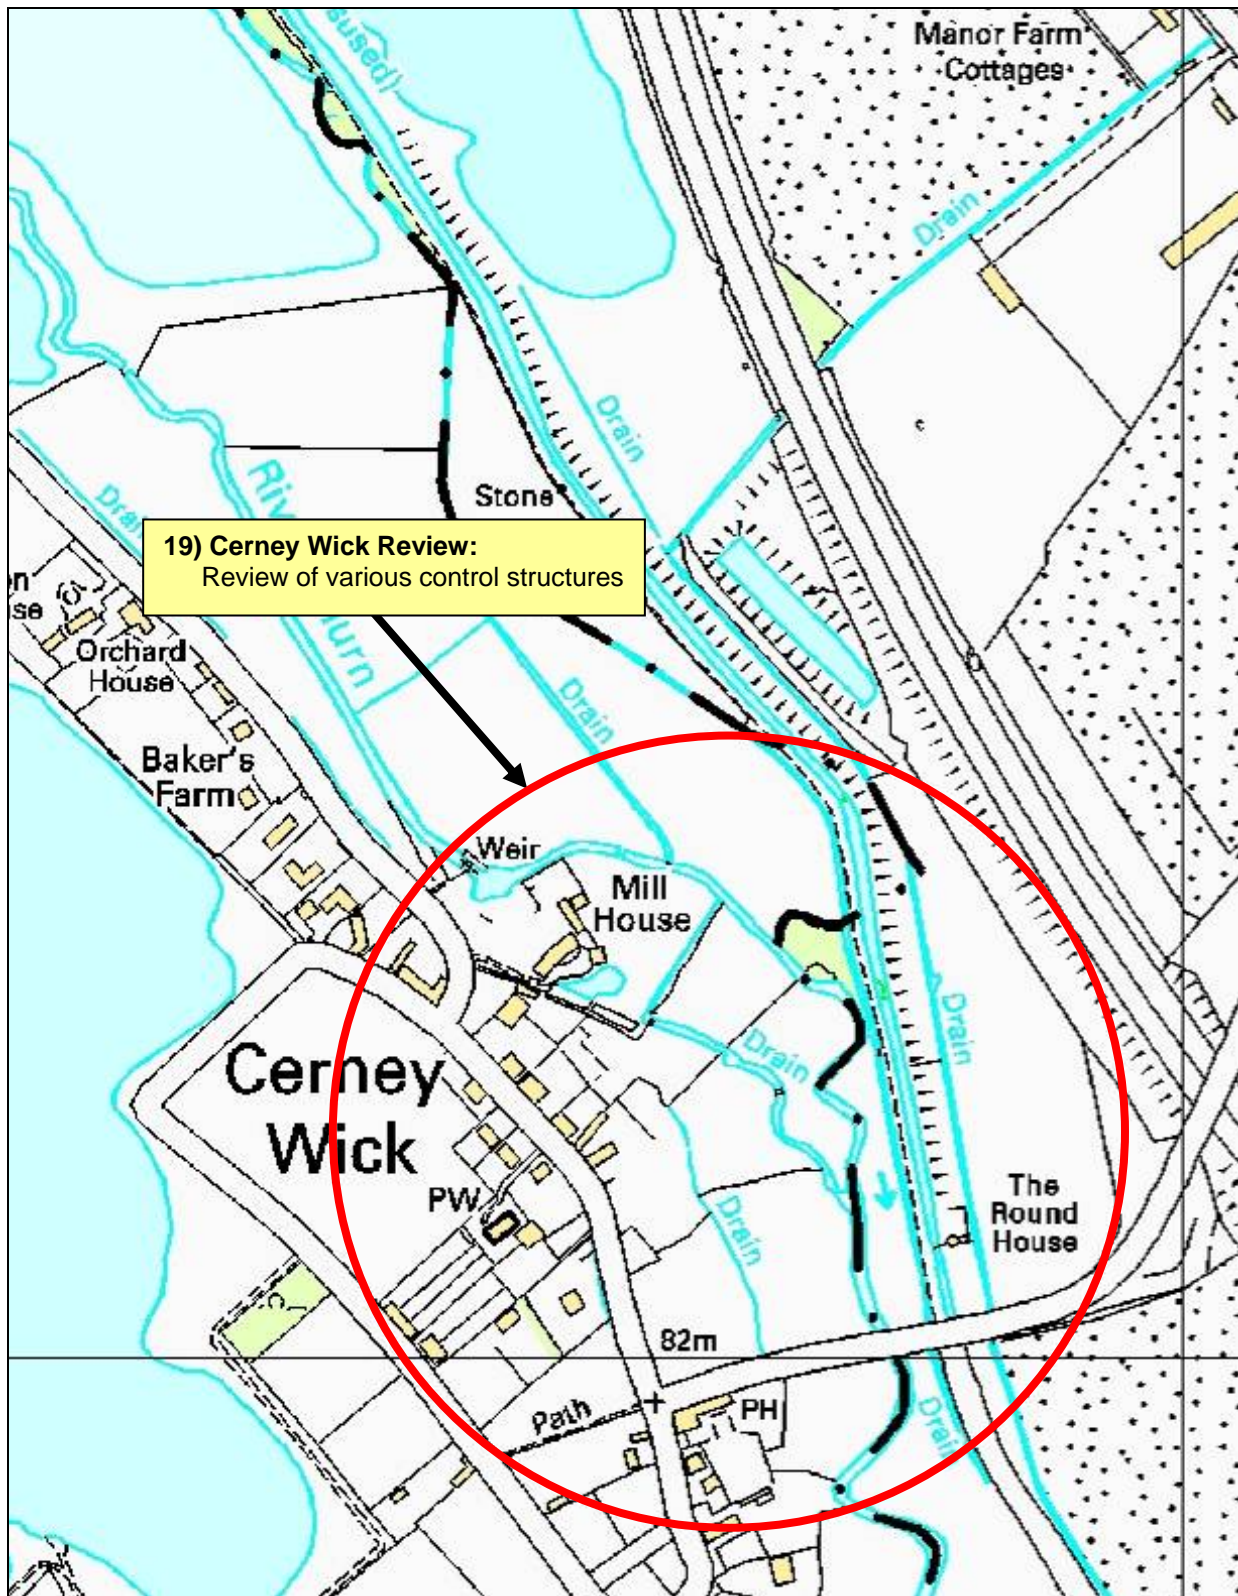 Manor Farm
Cottages
Drain
Drain
Stone
19) Cerney Wick Review:
Review of various control structures
Orchard
House
Drain
Baker's
Farm
Weir
Mill
House
Drain
Drain
Cerney
Wick
PW
Drain
The
Round
House
82m
Path
PH
Drain